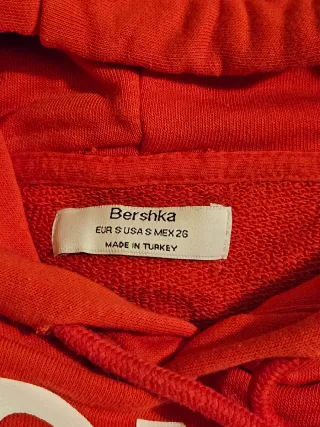 Bershka
EUR S USA S MEX 26
MADE IN TURKEY